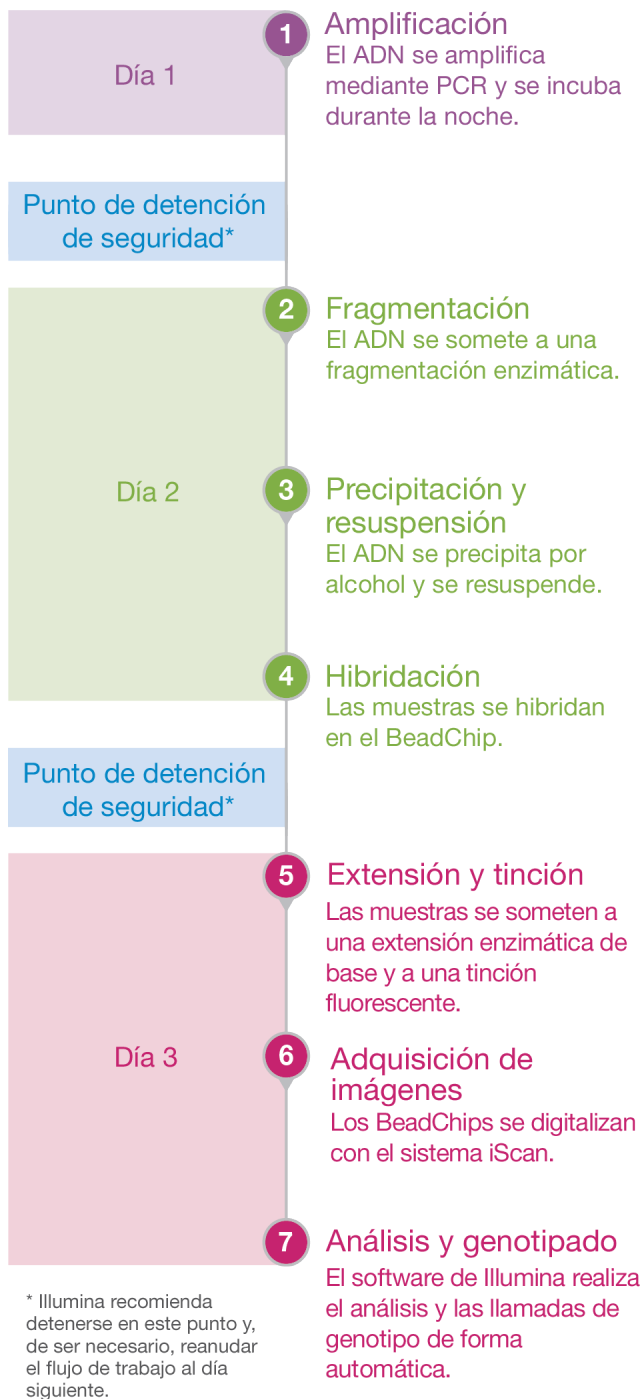 Día 1
1
Amplificación
El ADN se amplifica
mediante PCR y se incuba
durante la noche.
Punto de detención
de seguridad*
Día 2
2
Fragmentación
El ADN se somete a una
fragmentación enzimática.
3
Precipitación y
resuspensión
El ADN se precipita por
alcohol y se resuspende.
4
Hibridación
Las muestras se hibridan
en el BeadChip.
Punto de detención
de seguridad*
Día 3
5
Extensión y tinción
Las muestras se someten a
una extensión enzimática de
base y a una tinción
fluorescente.
6
Adquisición de
imágenes
Los BeadChips se digitalizan
con el sistema iScan.
7
Análisis y genotipado
El software de Illumina realiza
el análisis y las llamadas de
genotipo de forma
automática.
* Illumina recomienda
detenerse en este punto y,
de ser necesario, reanudar
el flujo de trabajo al día
siguiente.